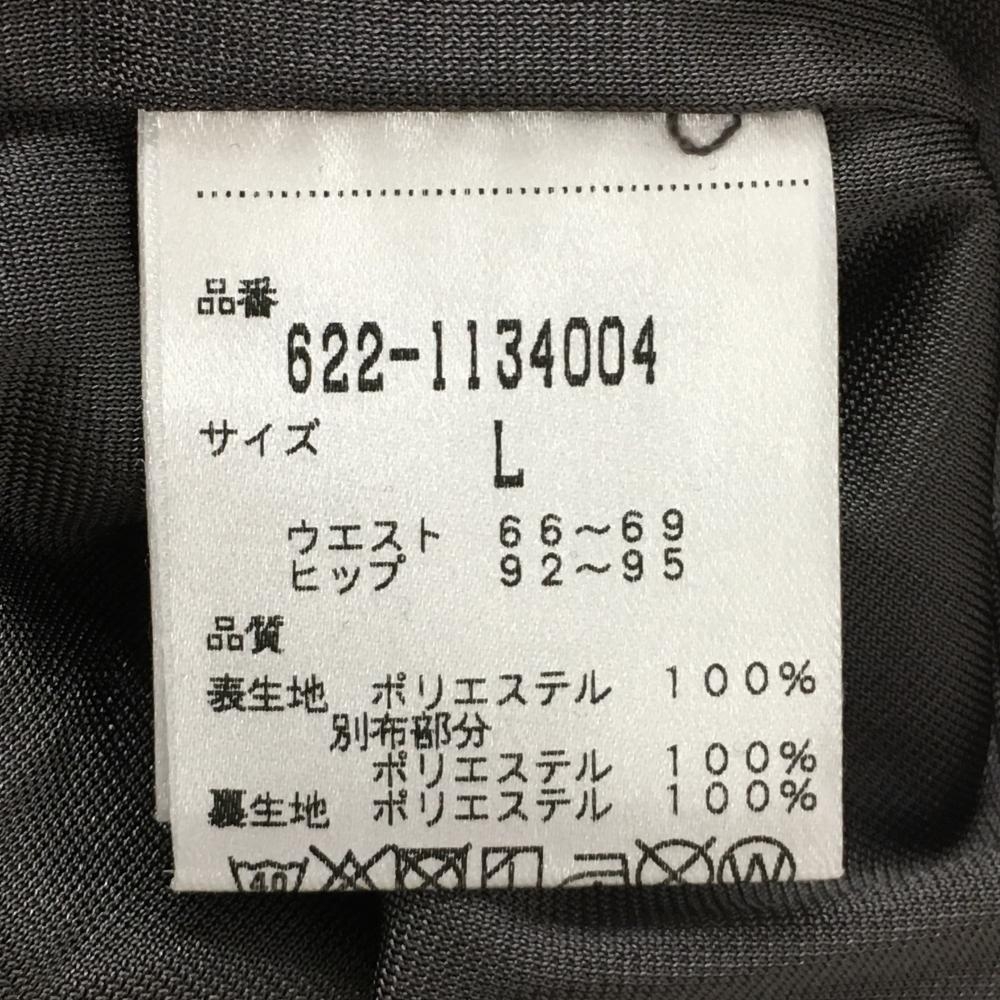 品番
622-1134004
サイズ L
ウエスト 66～69
ヒップ 92～95
品質
表生地 ポリエステル 100%
別布部分
ポリエステル 100%
裏生地 ポリエステル 100%
40 W